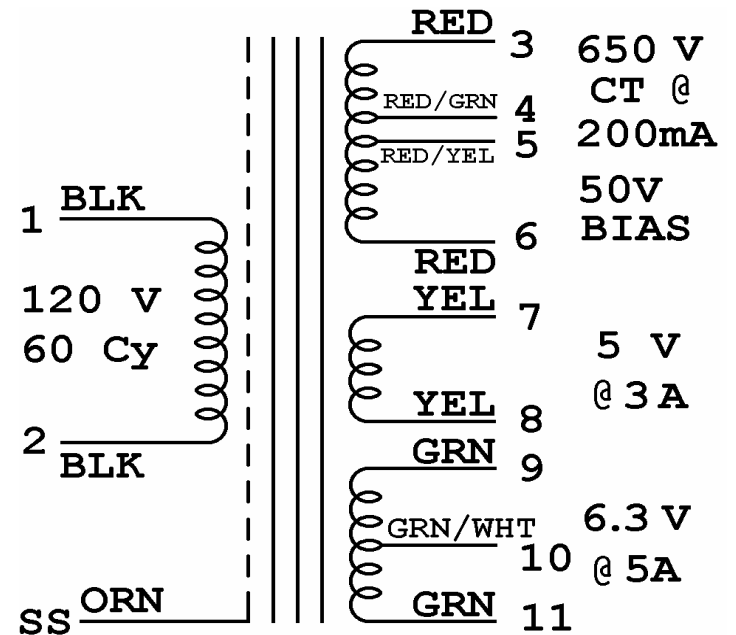 RED
3
650 V
CT @
200mA
RED/GRN
4
5
RED/YEL
50V
BIAS
6
RED
1
BLK
120 V
60 Cy
2
BLK
YEL
7
5 V
@ 3 A
YEL
8
GRN
9
GRN/WHT
10
6.3 V
@ 5A
GRN
11
SS
ORN